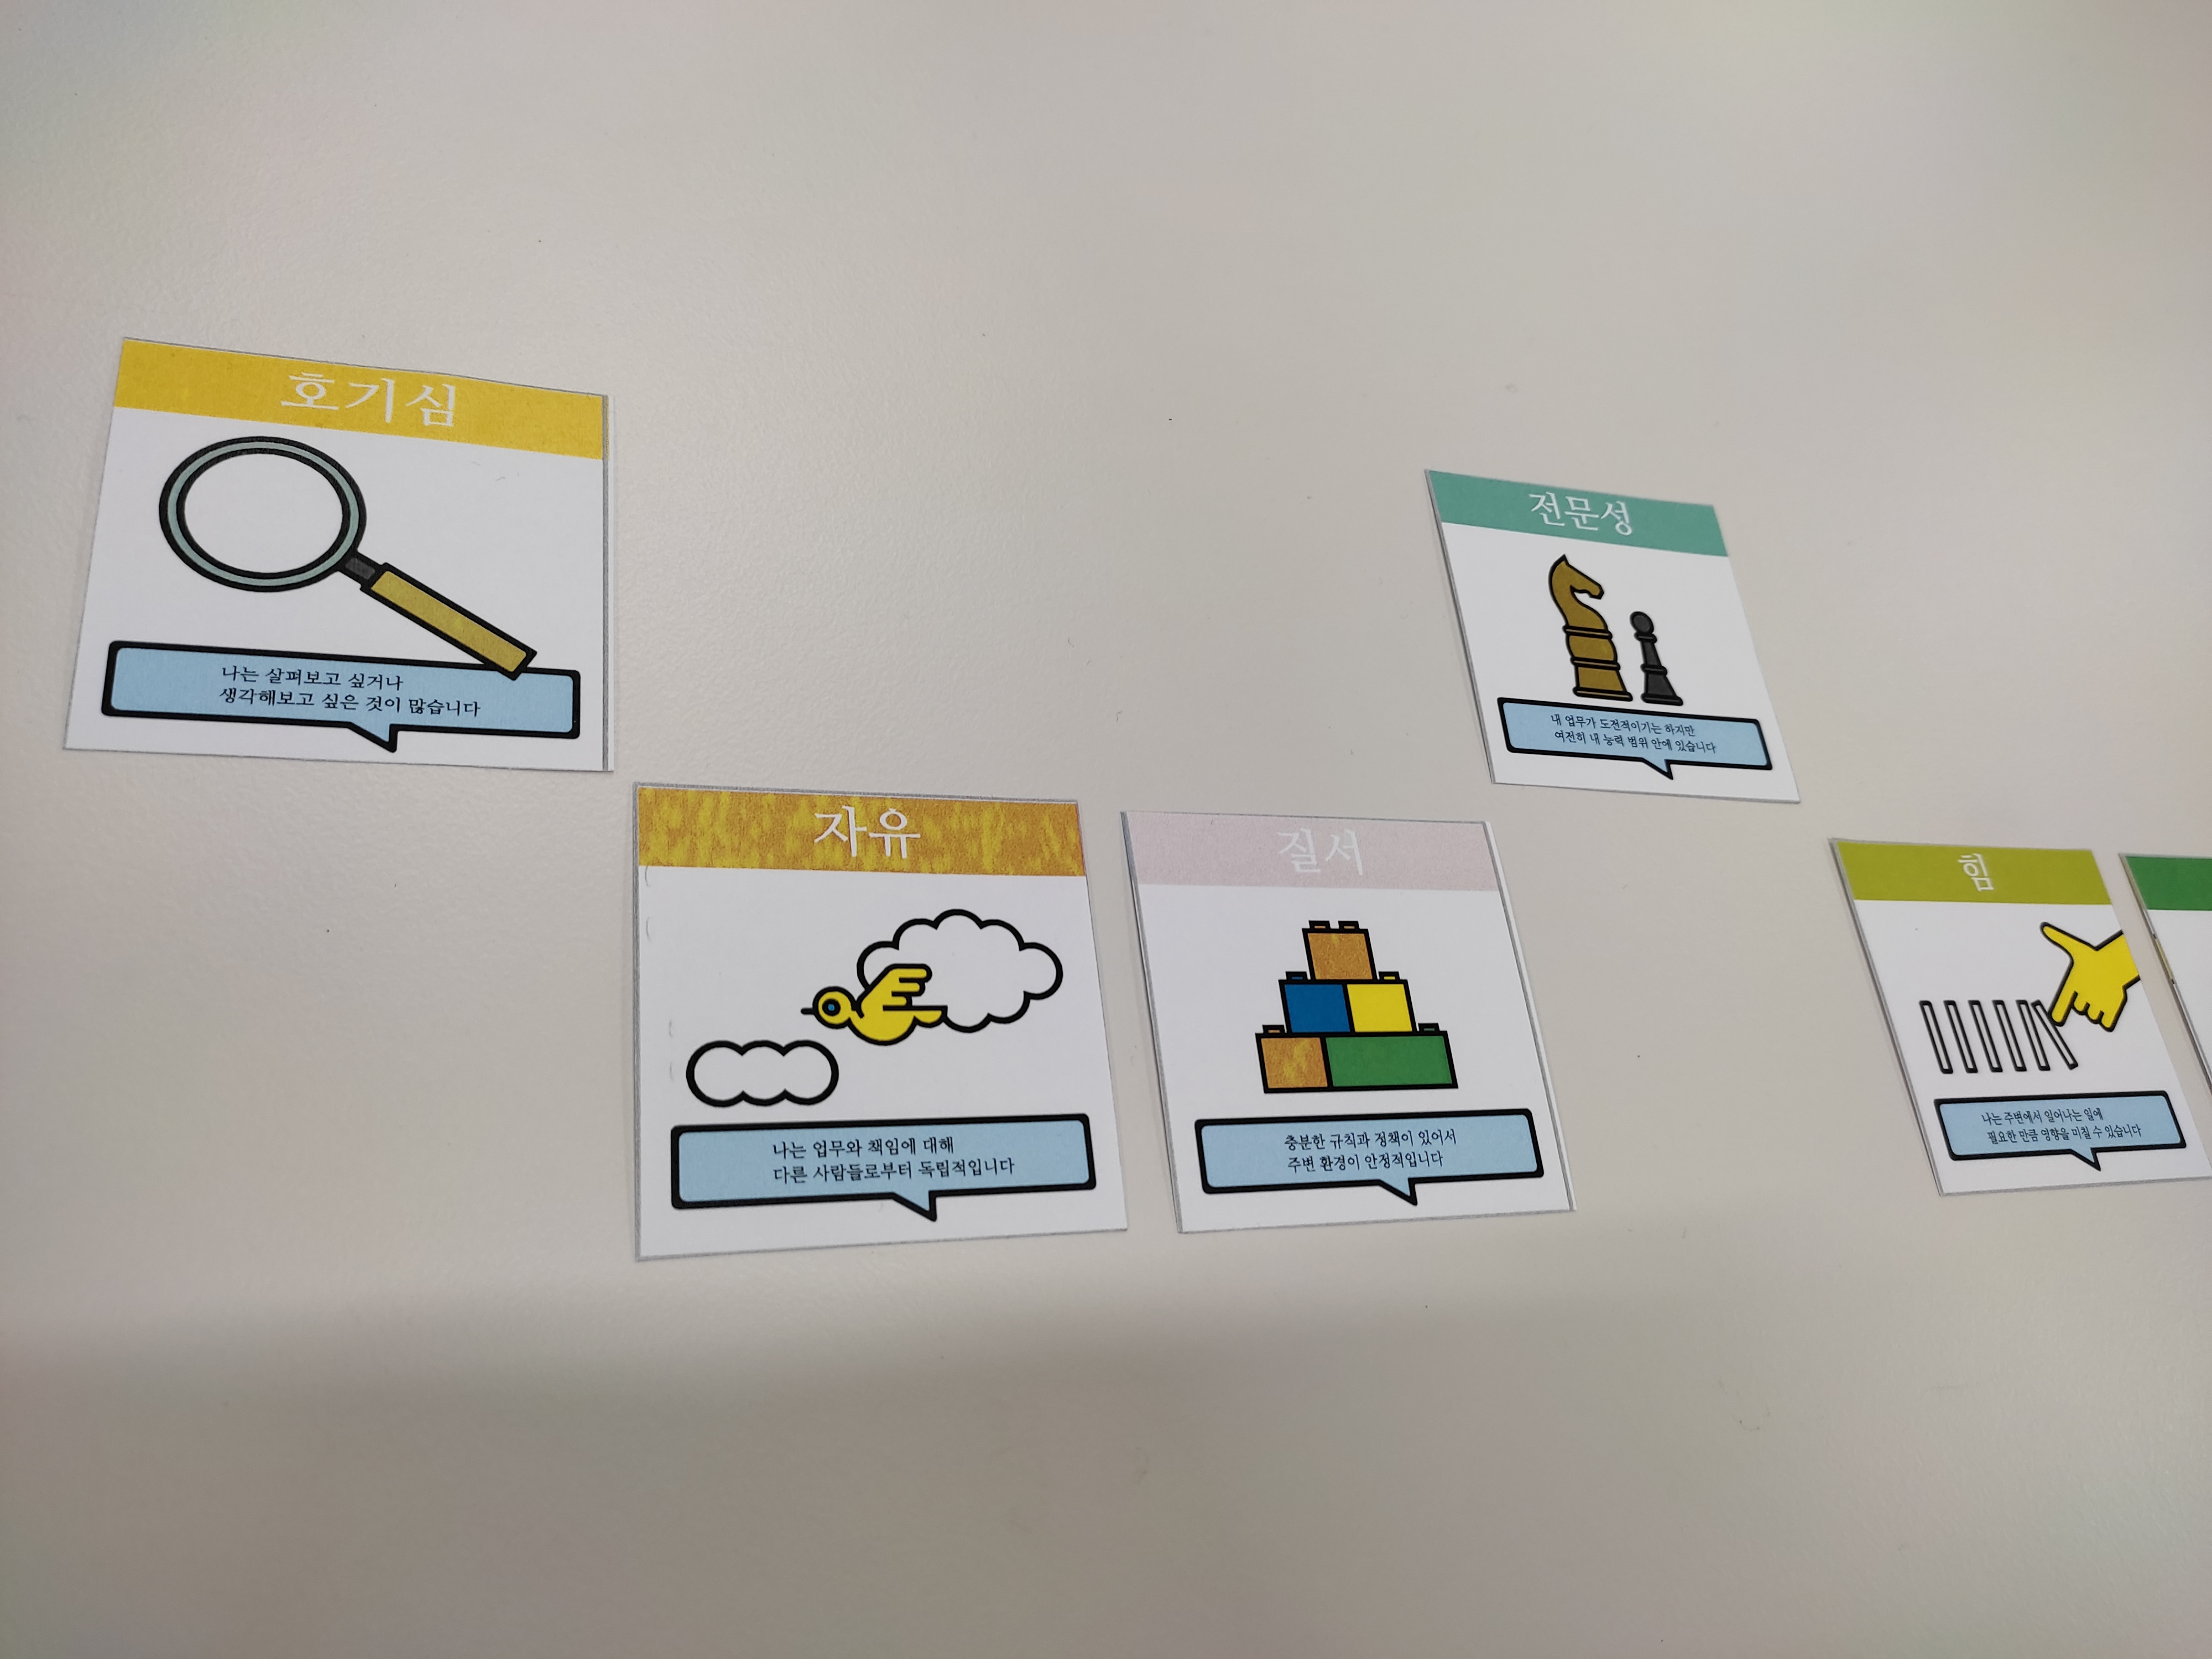 호기심
나는 살펴보고 싶거나
생각해보고 싶은 것이 많습니다
전문성
내 업무가 도전적이기는 하지만
여전히 내 능력 범위 안에 있습니다
자유
나는 업무와 책임에 대해
다른 사람들로부터 독립적입니다
질서
충분한 규칙과 정책이 있어서
주변 환경이 안정적입니다
힘
나는 주변에서 일어나는 일에
필요한 만큼 영향을 미칠 수 있습니다